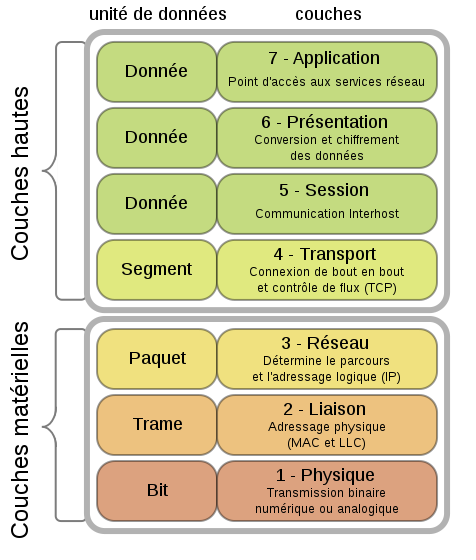 unité de données
couches
Couches hautes
Donnée
7 - Application
Point d'accès aux services réseau
Donnée
6 - Présentation
Conversion et chiffrement
des données
Donnée
5 - Session
Communication Interhost
Segment
4 - Transport
Connexion de bout en bout
et contrôle de flux (TCP)
Couches matérielles
Paquet
3 - Réseau
Détermine le parcours
et l'adressage logique (IP)
Trame
2 - Liaison
Adressage physique
(MAC et LLC)
Bit
1 - Physique
Transmission binaire
numérique ou analogique